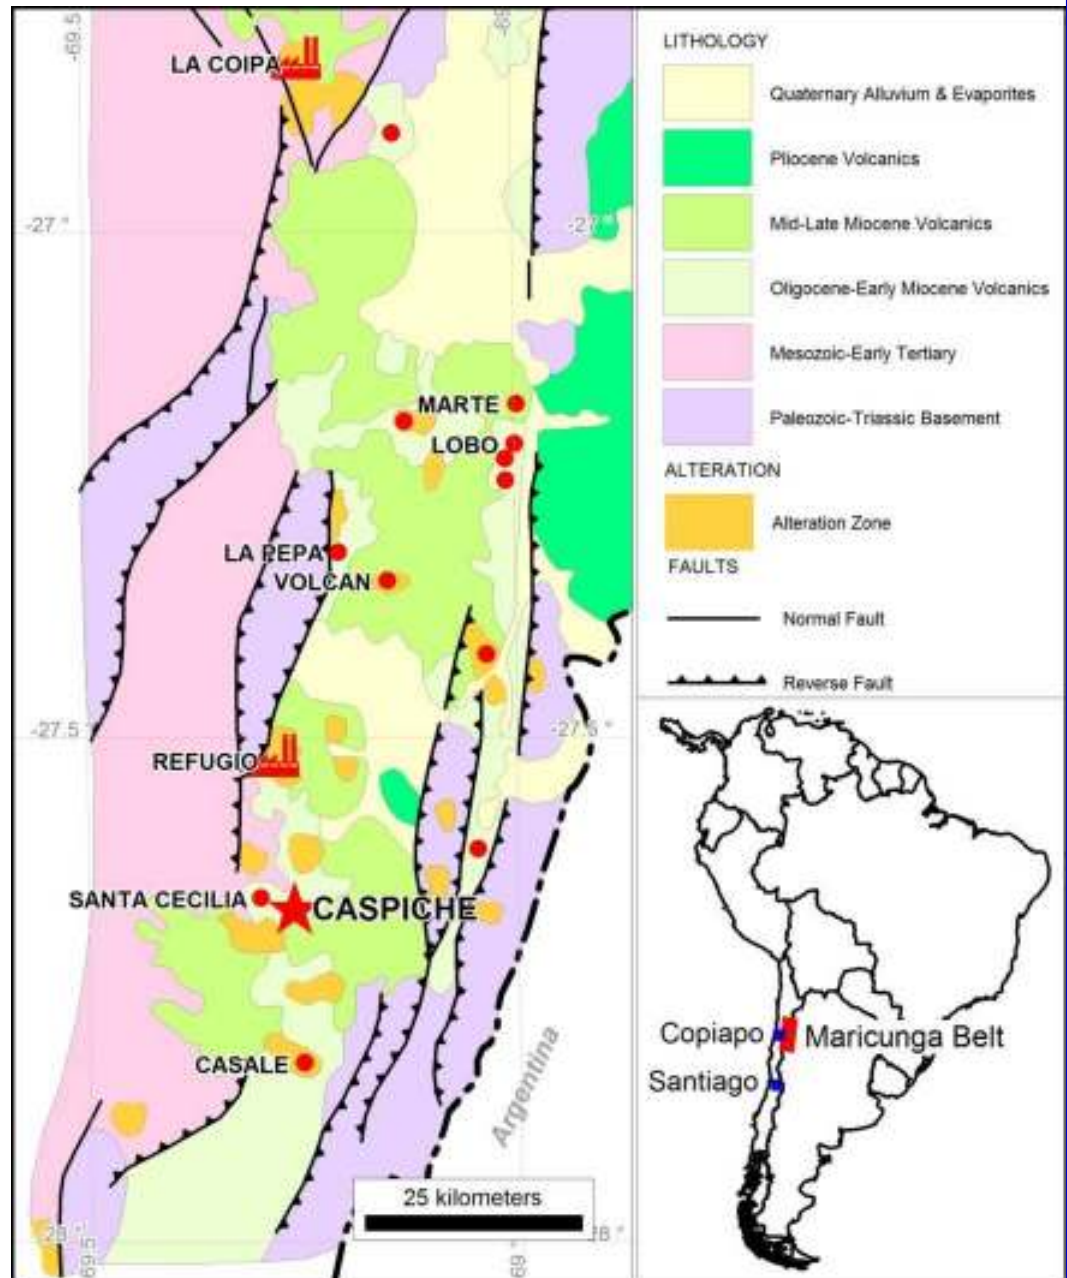 -69.5
-69
LA COIPA
-27°
-27°
MARTE
LOBO
LA PEPA
VOLCAN
-27.5
-27.5°
REFUGIO
SANTA CECILIA
CASPICHE
CASALE
Argentina
25 kilometers
-28°
28°
69.5°
69°
LITHOLOGY
Quaternary Alluvium & Evaporites
Pliocene Volcanics
Mid-Late Miocene Volcanics
Oligocene-Early Miocene Volcanics
Mesozoic-Early Tertiary
Paleozoic-Triassic Basement
ALTERATION
Alteration Zone
FAULTS
Normal Fault
Reverse Fault
Copiapo
Maricunga Belt
Santiago